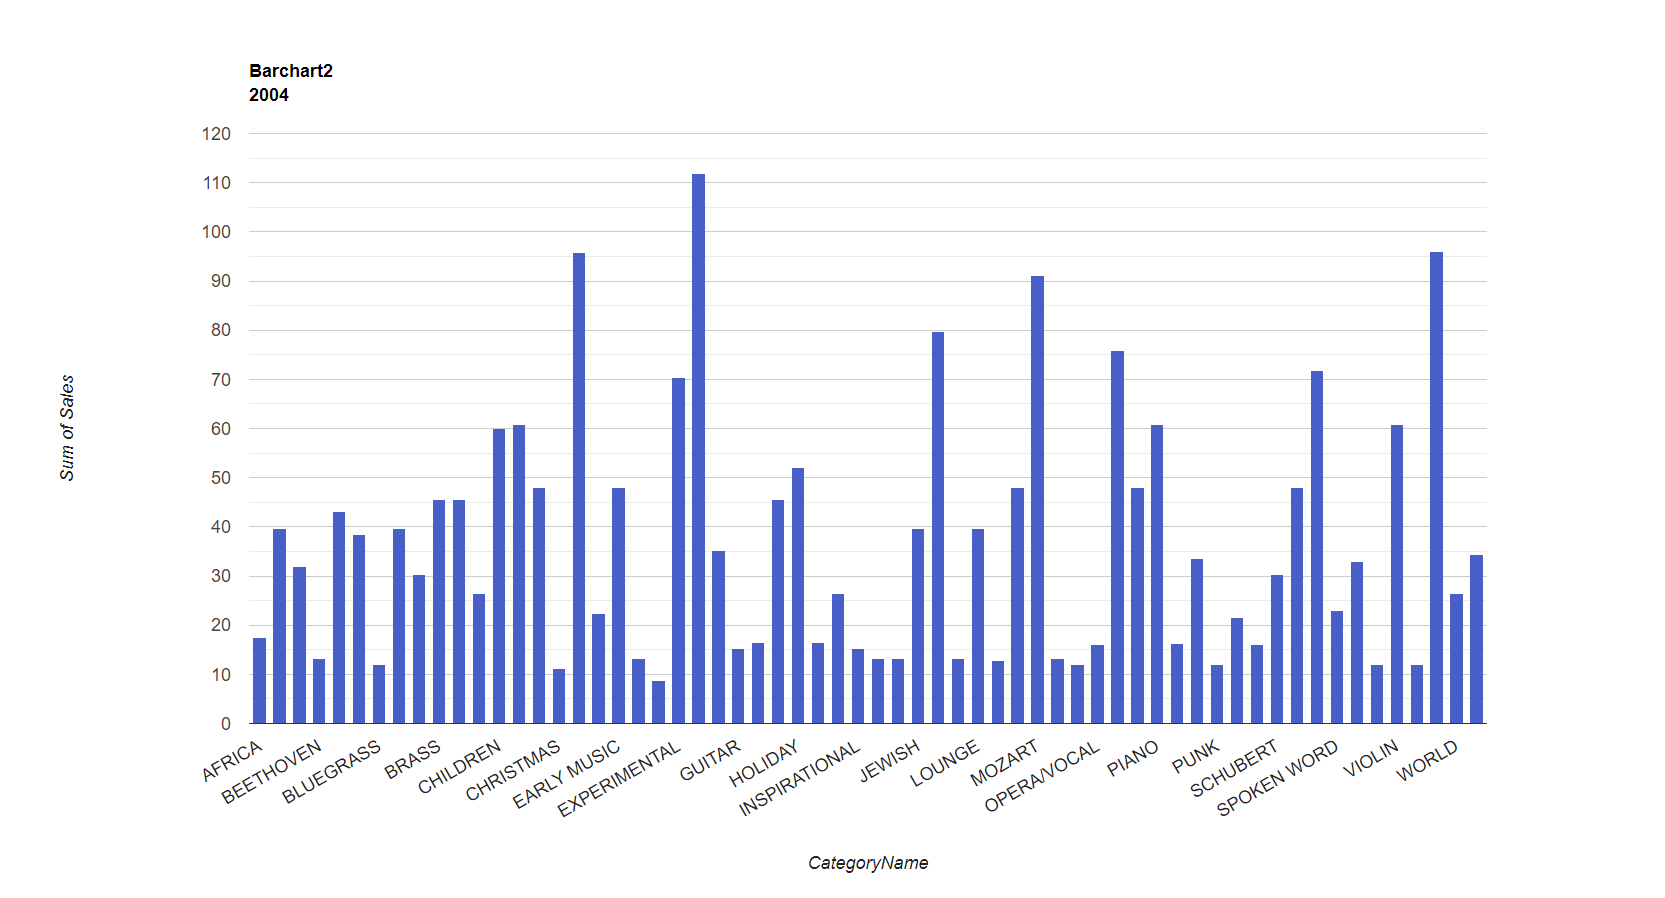 Barchart2
2004
120
110
100
90
80
70
60
50
40
30
20
10
0
Sum of Sales
AFRICA
BEETHOVEN
BLUEGRASS
BRASS
CHILDREN
CHRISTMAS
EARLY MUSIC
EXPERIMENTAL
GUITAR
HOLIDAY
INSPIRATIONAL
JEWISH
LOUNGE
MOZART
OPERA/VOCAL
PIANO
PUNK
SCHUBERT
SPOKEN WORD
VIOLIN
WORLD
CategoryName